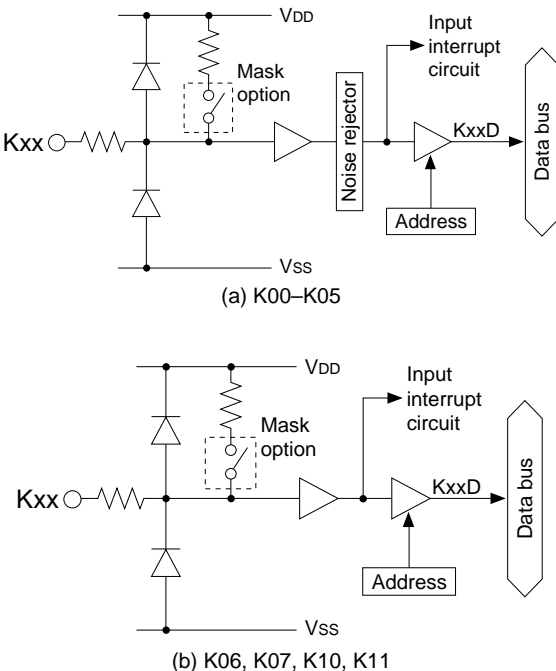 VDD
Input
interrupt
circuit
Mask
option
Kxx
Noise rejector
KxxD
Data bus
Address
VSS
(a) K00–K05
VDD
Input
interrupt
circuit
Mask
option
Kxx
KxxD
Data bus
Address
VSS
(b) K06, K07, K10, K11